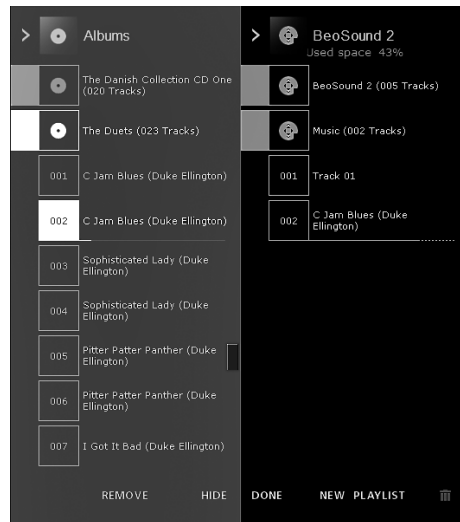 > Albums
The Danish Collection CD One
(020 Tracks)
The Duets (023 Tracks)
001 C Jam Blues (Duke Ellington)
002 C Jam Blues (Duke Ellington)
003 Sophisticated Lady (Duke
Ellington)
004 Sophisticated Lady (Duke
Ellington)
005 Pitter Patter Panther (Duke
Ellington)
006 Pitter Patter Panther (Duke
Ellington)
007 I Got It Bad (Duke Ellington)
REMOVE HIDE
> BeoSound 2
Used space 43%
BeoSound 2 (005 Tracks)
Music (002 Tracks)
001 Track 01
002 C Jam Blues (Duke
Ellington)
DONE NEW PLAYLIST